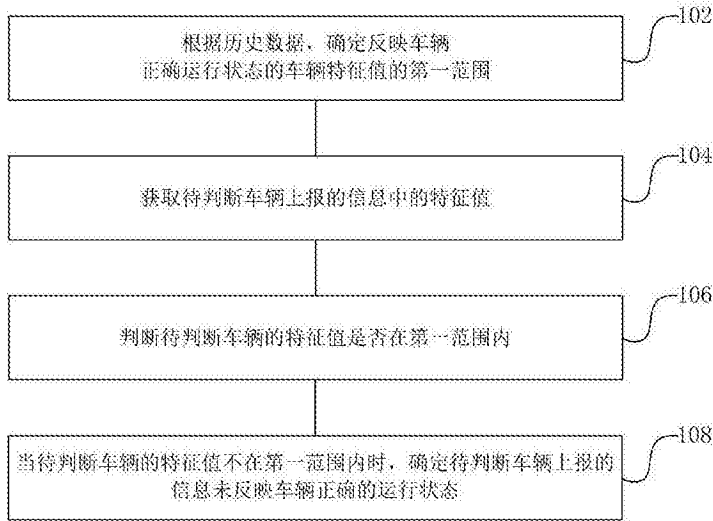 102
根据历史数据，确定反映车辆
正确运行状态的车辆特征值的第一范围
104
获取待判断车辆上报的信息中的特征值
106
判断待判断车辆的特征值是否在第一范围内
108
当待判断车辆的特征值不在第一范围内时，确定待判断车辆上报的
信息未反映车辆正确的运行状态